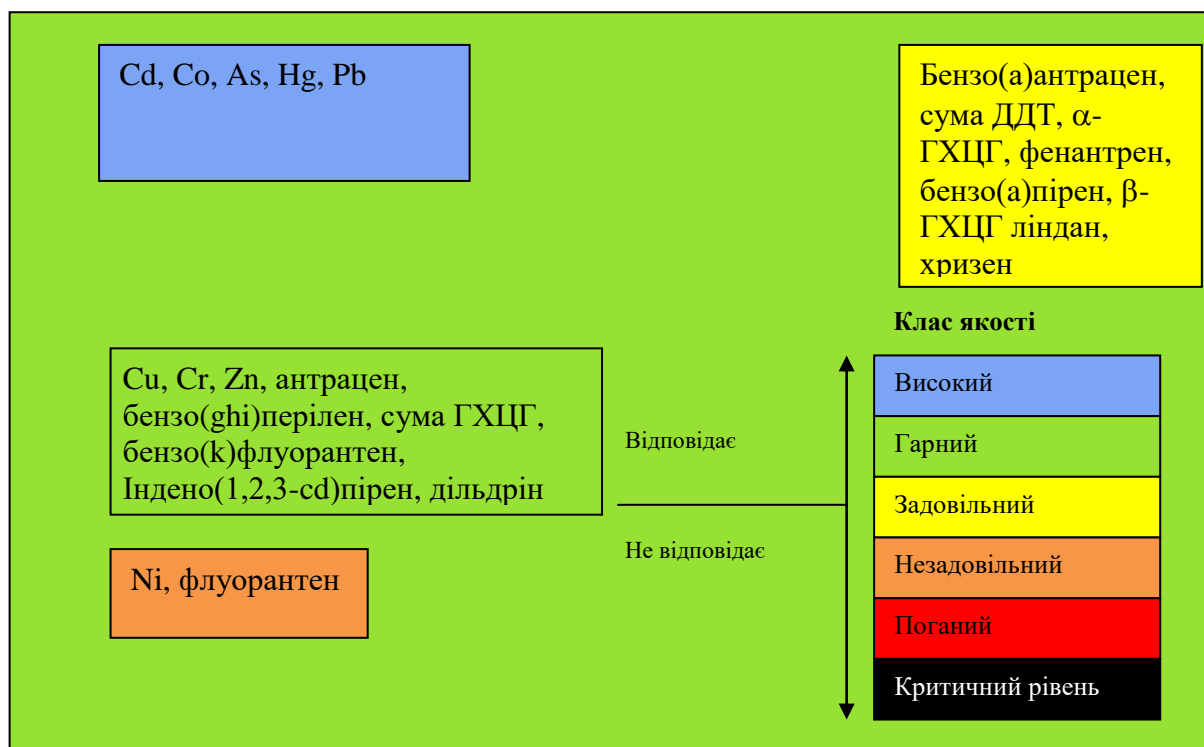 Cd, Co, As, Hg, Pb
Бензо(а)антрацен,
сума ДДТ, α-
ГХЦГ, фенантрен,
бензо(а)пірен, β-
ГХЦГ ліндан,
хризен
Клас якості
Cu, Cr, Zn, антрацен,
бензо(ghi)перілен, сума ГХЦГ,
бензо(k)флуорантен,
Індено(1,2,3-cd)пірен, дільдрін
Ni, флуорантен
Відповідає
Не відповідає
Високий
Гарний
Задовільний
Незадовільний
Поганий
Критичний рівень